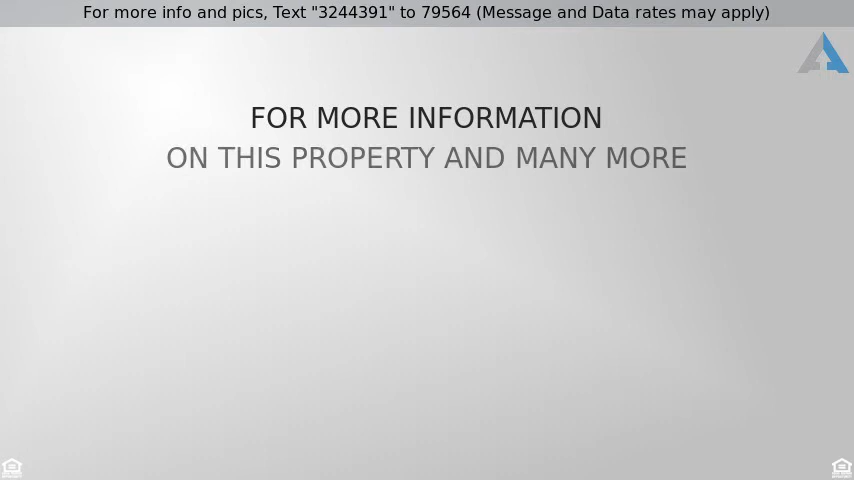 For more info and pics, Text "3244391" to 79564 (Message and Data rates may apply)
FOR MORE INFORMATION
ON THIS PROPERTY AND MANY MORE